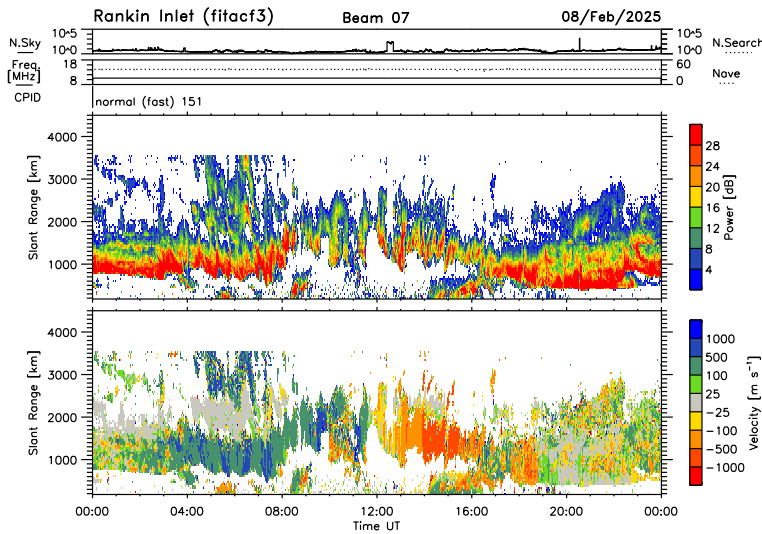 Rankin Inlet (fitacf3) Beam 07 08/Feb/2025
N.Sky 10+5 10+0 10+5 10+0 N.Search
Freq. [MHz] 18 8 60 0 Nave
CPID normal (fast) 151
Slant Range [km] 4000 3000 2000 1000
Power [dB] 28 24 20 16 12 8 4
Slant Range [km] 4000 3000 2000 1000
Velocity [m s⁻¹] 1000 500 100 25 −25 −100 −500 −1000
00:00 04:00 08:00 12:00 16:00 20:00 00:00
Time UT